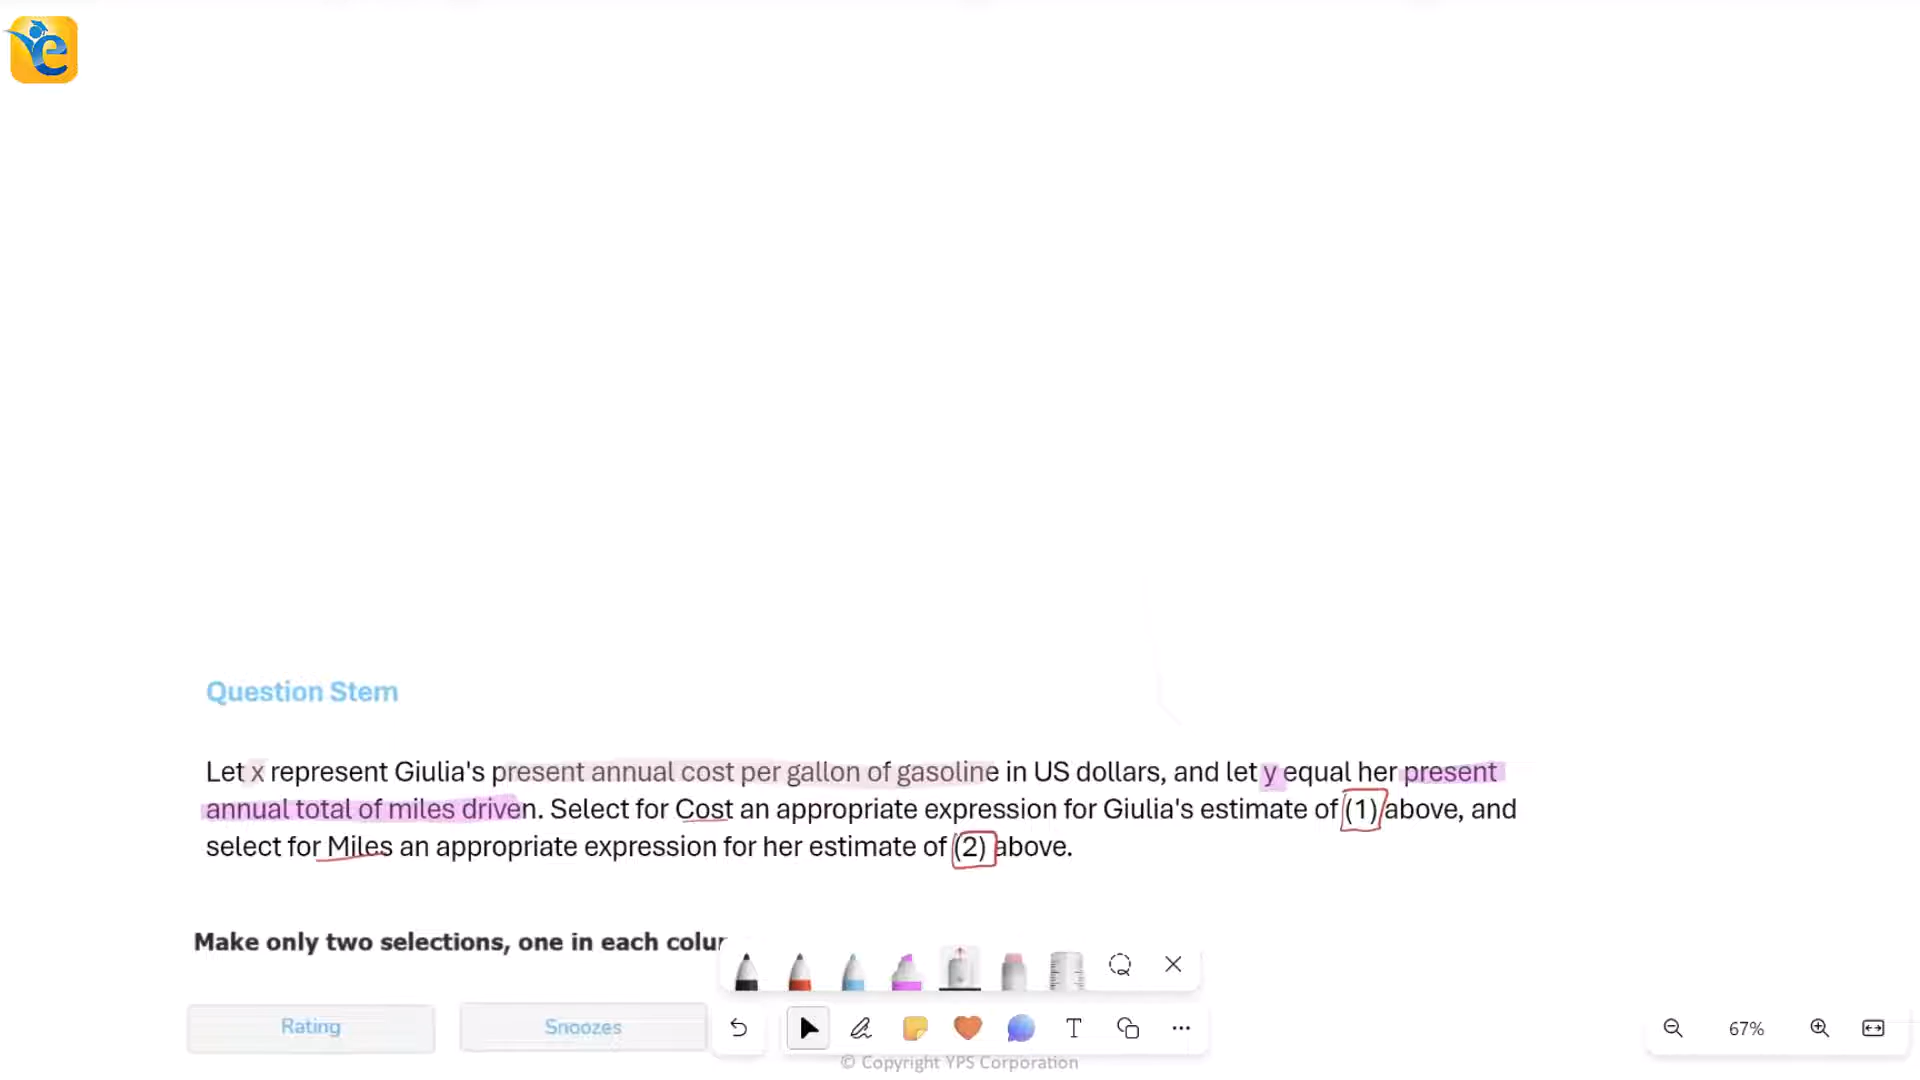 Question Stem
Let x represent Giulia's present annual cost per gallon of gasoline in US dollars, and let y equal her present
annual total of miles driven. Select for Cost an appropriate expression for Giulia's estimate of (1) above, and
select for Miles an appropriate expression for her estimate of (2) above.
Make only two selections, one in each
Rating
Snoozes
67%
© Copyright YPS Corporation